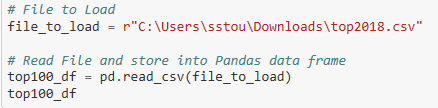 # File to Load
file_to_load = r"C:\Users\sstou\Downloads\top2018.csv"
# Read File and store into Pandas data frame
top100_df = pd.read_csv(file_to_load)
top100_df